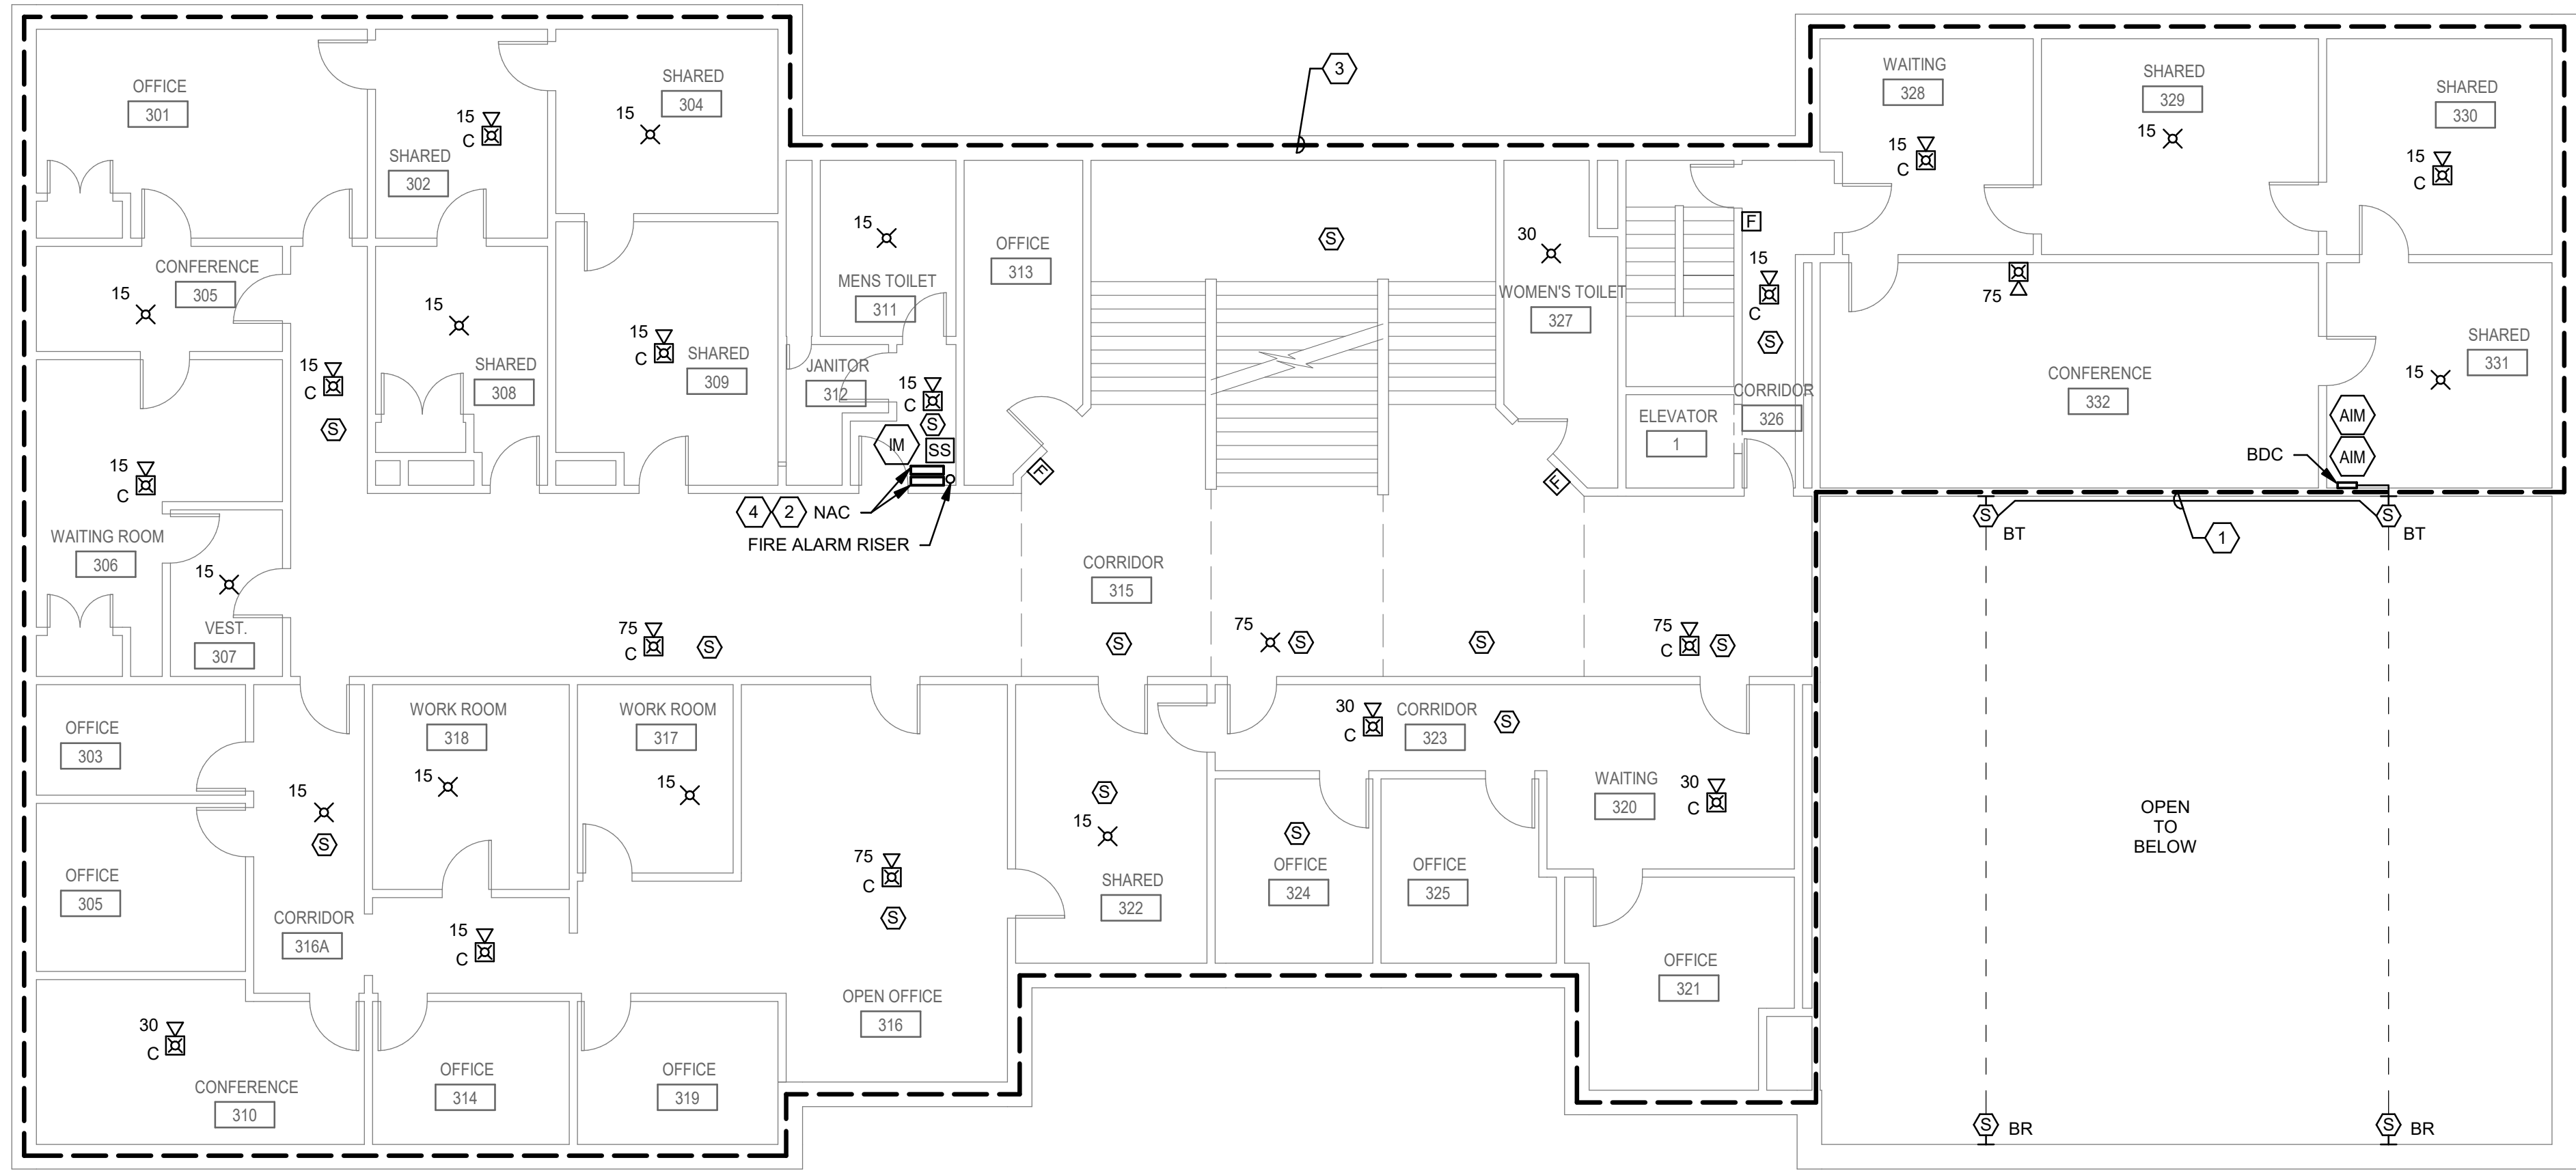 OFFICE
301
15
C
SHARED
302
SHARED
304
15
3
WAITING
328
15
C
SHARED
329
15
SHARED
330
15
C
CONFERENCE
305
15
15
C
S
15
SHARED
308
15
C
SHARED
309
15
MENS TOILET
311
JANITOR
312
15
C
S
IM
SS
OFFICE
313
F
S
30
WOMEN'S TOILET
327
F
F
15
C
S
ELEVATOR
1
CORRIDOR
326
75
CONFERENCE
332
SHARED
331
15
AIM
AIM
BDC
15
C
WAITING ROOM
306
15
VEST.
307
4
2
NAC
FIRE ALARM RISER
CORRIDOR
315
S
BT
S
BT
1
75
C
S
S
75
S
S
75
C
S
OFFICE
303
15
S
WORK ROOM
318
15
WORK ROOM
317
15
30
C
CORRIDOR
323
S
WAITING
320
30
C
OPEN
TO
BELOW
OFFICE
305
CORRIDOR
316A
15
C
75
C
S
S
15
SHARED
322
S
OFFICE
324
OFFICE
325
OFFICE
321
OPEN OFFICE
316
30
C
CONFERENCE
310
OFFICE
314
OFFICE
319
S
BR
S
BR